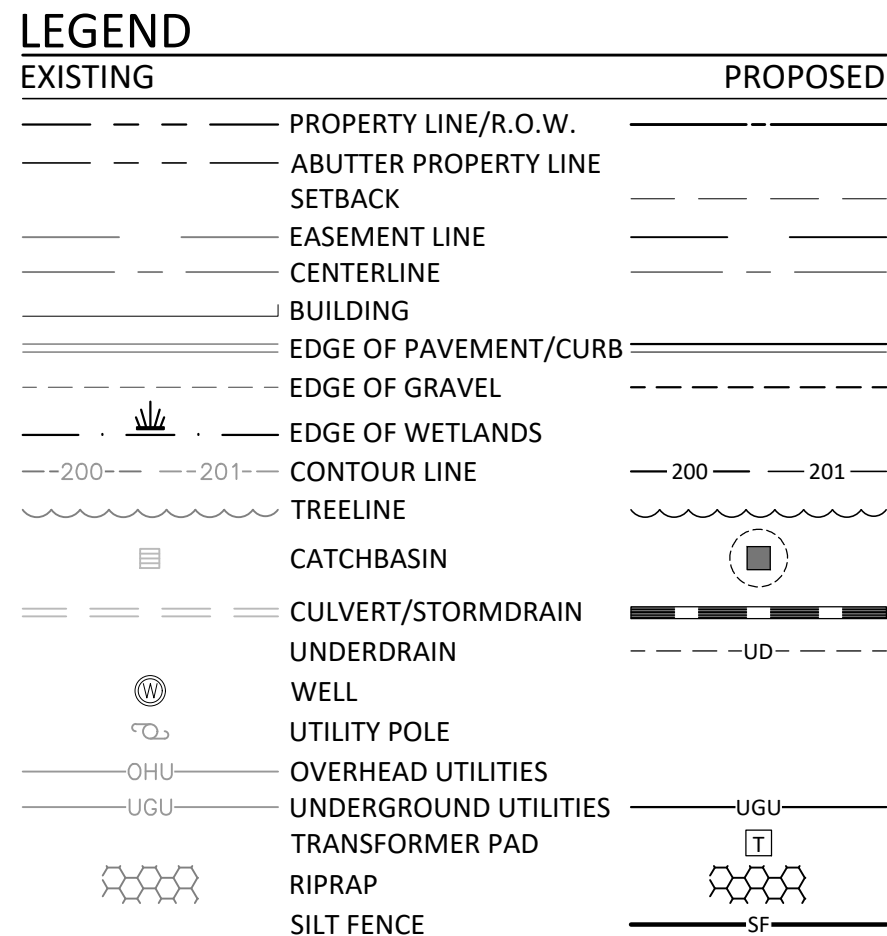 LEGEND
EXISTING PROPOSED
PROPERTY LINE/R.O.W.
ABUTTER PROPERTY LINE
SETBACK
EASEMENT LINE
CENTERLINE
BUILDING
EDGE OF PAVEMENT/CURB
EDGE OF GRAVEL
EDGE OF WETLANDS
200 201 CONTOUR LINE 200 201
TREELINE
CATCHBASIN
CULVERT/STORMDRAIN
UNDERDRAIN UD
W WELL
UTILITY POLE
OHU OVERHEAD UTILITIES
UGU UNDERGROUND UTILITIES UGU
TRANSFORMER PAD T
RIPRAP
SILT FENCE SF